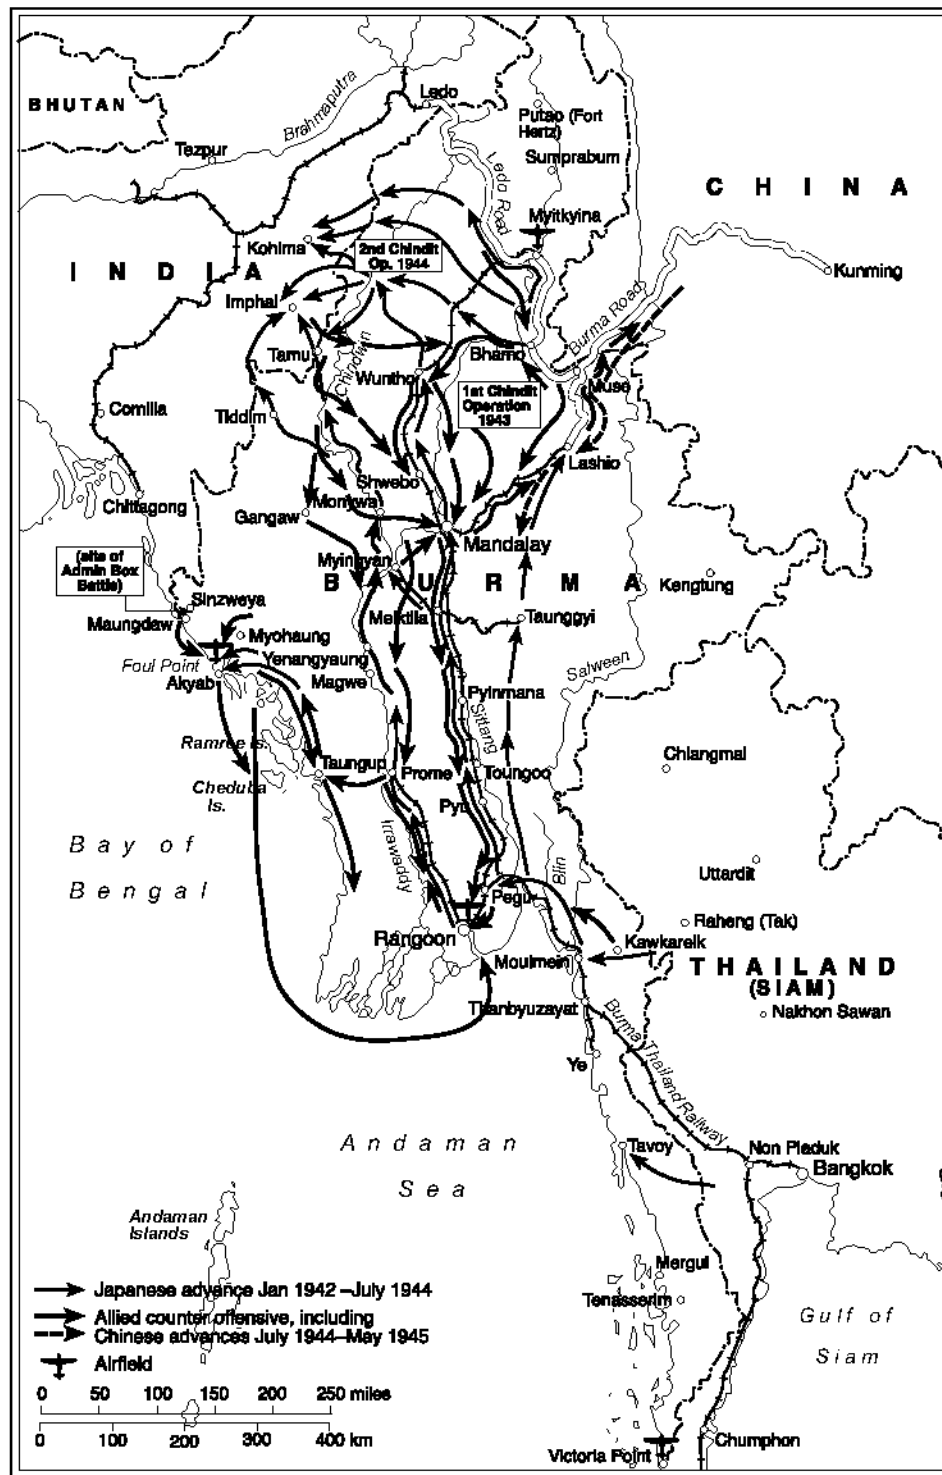 BHUTAN
Brahmaputra
Ledo
Putao (Fort
Hertz)
Tezpur
Sumprabum
Ledo Road
C H I N A
Myitkyina
Kohima
2nd Chindit
Op. 1944
I N D I A
Kunming
Imphal
Burma Road
Tamu
Chindwin
Bhamo
Wuntho
Muse
1st Chindit
Operation
1943
Comilla
Tiddim
Lashio
Shwebo
Chittagong
Monywa
Gangaw
Mandalay
(site of
Admin Box
Battle)
Myingyan
B U R M A
Kengtung
Sinzweya
Maungdaw
Meiktila
Taunggyi
Myohaung
Foul Point
Yenangyaung
Salween
Akyab
Magwe
Pyinmana
Sittang
Ramree Is.
Chiangmai
Taungup
Prome
Toungoo
Cheduba
Is.
Pyu
Irrawaddy
Bay of
Bengal
Blin
Uttardit
Pegu
Raheng (Tak)
Rangoon
Kawkareik
Moulmein
THAILAND
(SIAM)
Thanbyuzayat
Nakhon Sawan
Burma Thailand Railway
Ye
Andaman
Sea
Tavoy
Non Pladuk
Bangkok
Andaman
Islands
Mergui
Tenasserim
Gulf of
Siam
Japanese advance Jan 1942–July 1944
Allied counter offensive, including
Chinese advances July 1944–May 1945
Airfield
0 50 100 150 200 250 miles
0 100 200 300 400 km
Victoria Point
Chumphon